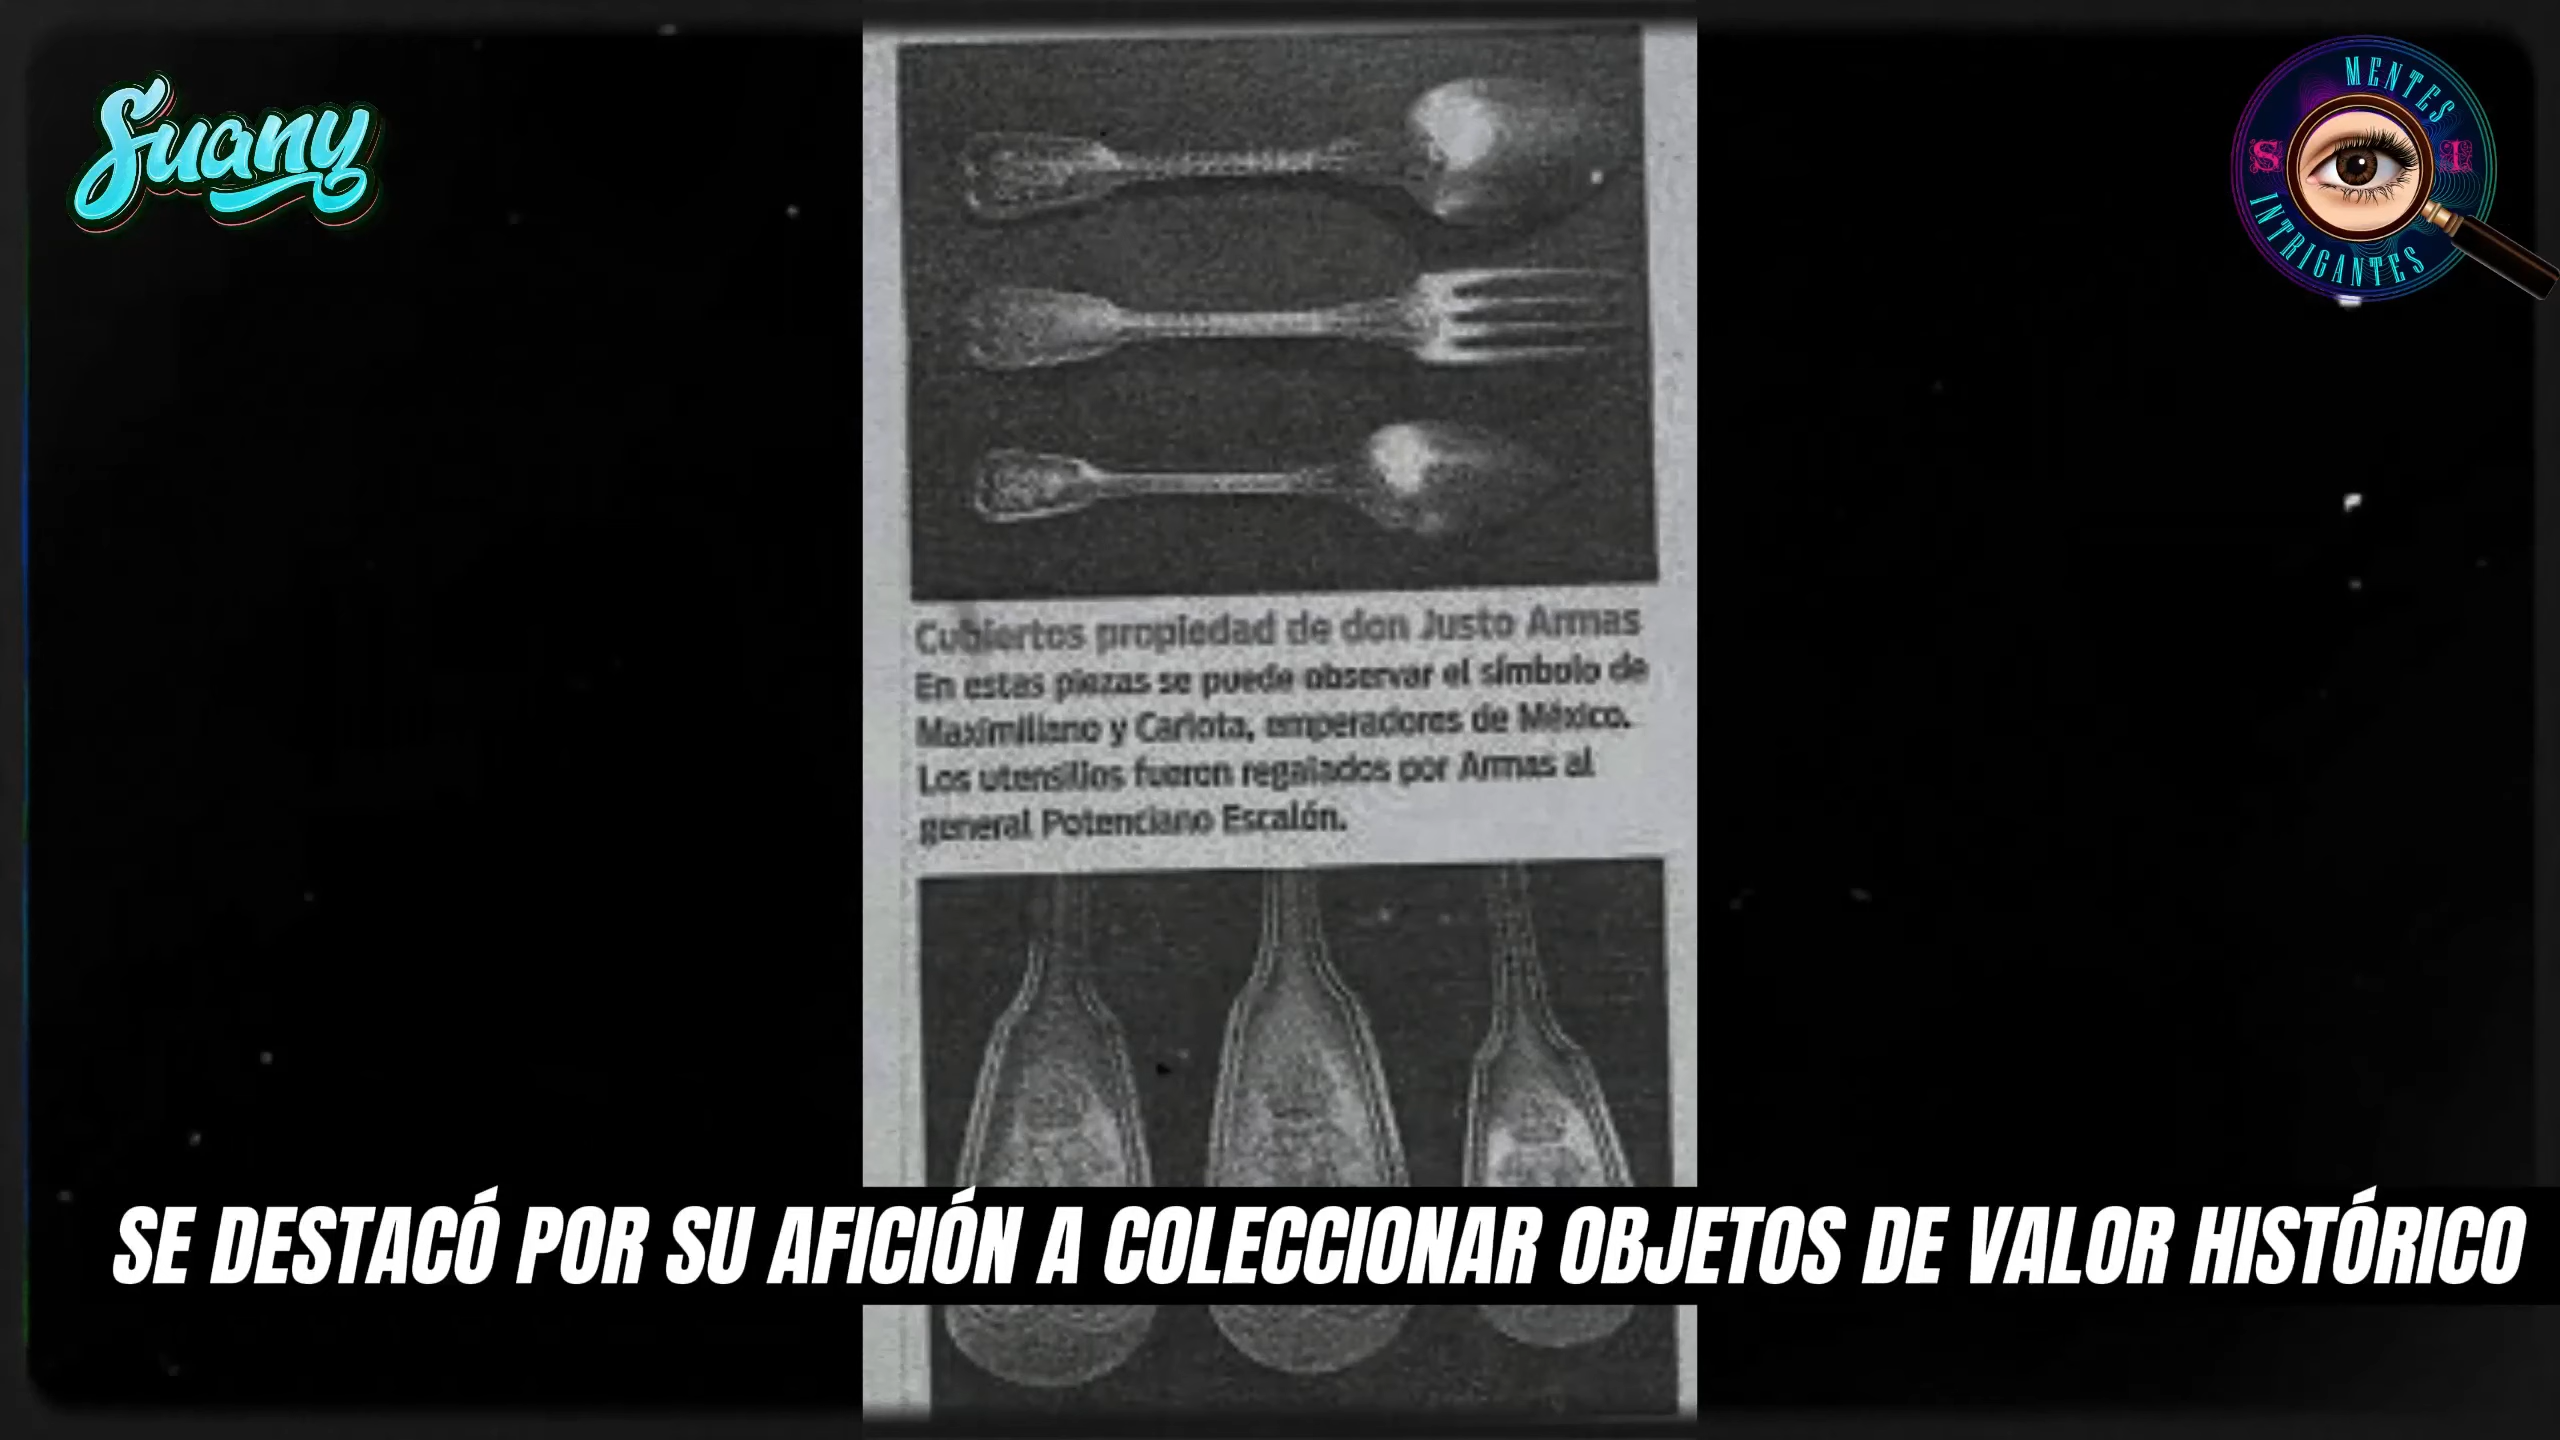 Suany
MENTES
S I
INTRIGANTES
Cubiertos propiedad de don Justo Armas
En estas piezas se puede observar el símbolo de
Maximiliano y Carlota, emperadores de México.
Los utensilios fueron regalados por Armas al
general Potenciano Escalón.
SE DESTACÓ POR SU AFICIÓN A COLECCIONAR OBJETOS DE VALOR HISTÓRICO